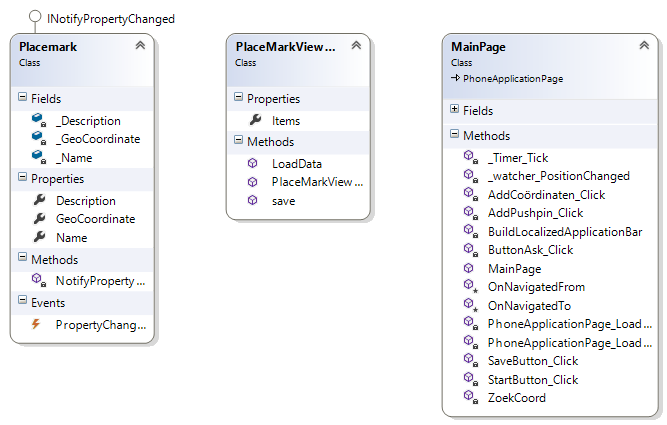 INotifyPropertyChanged
Placemark
Class
Fields
_Description
_GeoCoordinate
_Name
Properties
Description
GeoCoordinate
Name
Methods
NotifyProperty ...
Events
PropertyChang...
PlaceMarkView ...
Class
Properties
Items
Methods
LoadData
PlaceMarkView ...
save
MainPage
Class
PhoneApplicationPage
Fields
Methods
_Timer_Tick
_watcher_PositionChanged
AddCoördinaten_Click
AddPushpin_Click
BuildLocalizedApplicationBar
ButtonAsk_Click
MainPage
OnNavigatedFrom
OnNavigatedTo
PhoneApplicationPage_Load ...
PhoneApplicationPage_Load ...
SaveButton_Click
StartButton_Click
ZoekCoord